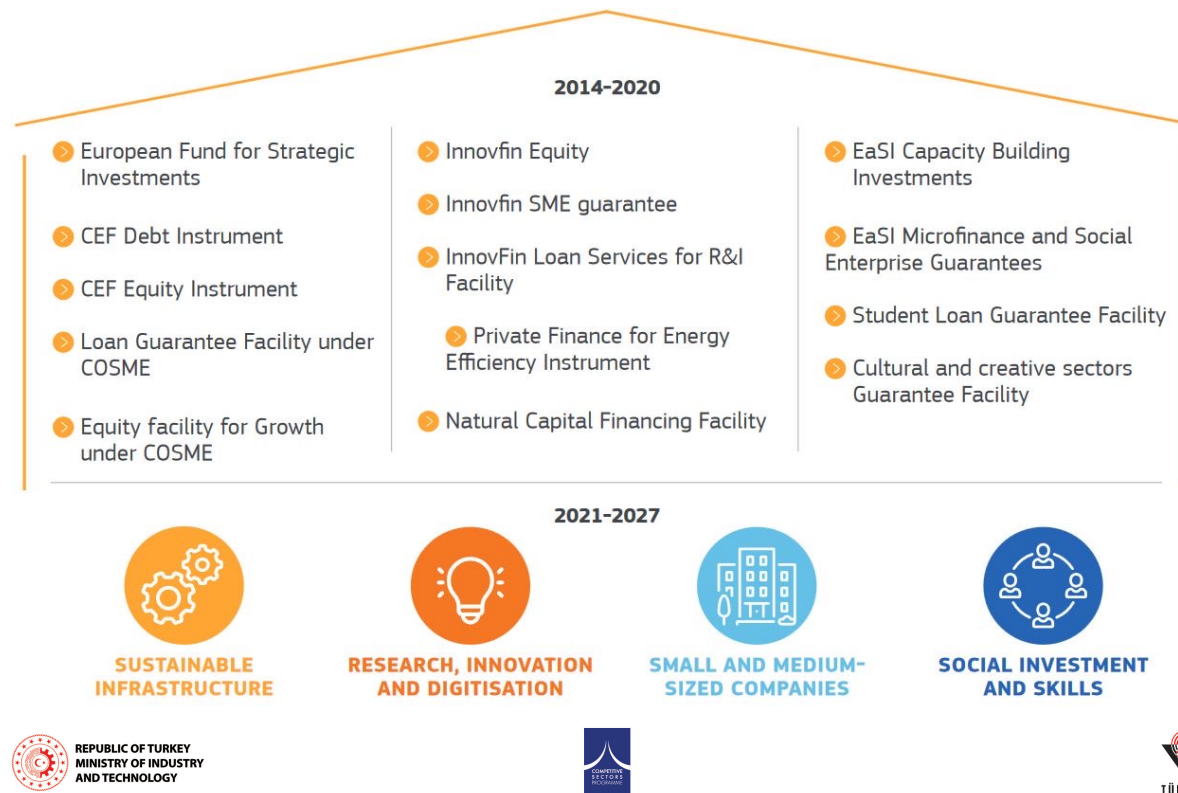 2014-2020
European Fund for Strategic
Investments
CEF Debt Instrument
CEF Equity Instrument
Loan Guarantee Facility under
COSME
Equity facility for Growth
under COSME
Innovfin Equity
Innovfin SME guarantee
InnovFin Loan Services for R&I
Facility
Private Finance for Energy
Efficiency Instrument
Natural Capital Financing Facility
EaSI Capacity Building
Investments
EaSI Microfinance and Social
Enterprise Guarantees
Student Loan Guarantee Facility
Cultural and creative sectors
Guarantee Facility
2021-2027
SUSTAINABLE
INFRASTRUCTURE
RESEARCH, INNOVATION
AND DIGITISATION
SMALL AND MEDIUM-
SIZED COMPANIES
SOCIAL INVESTMENT
AND SKILLS
REPUBLIC OF TURKEY
MINISTRY OF INDUSTRY
AND TECHNOLOGY
COMPETITIVE
SECTORS
PROGRAMME